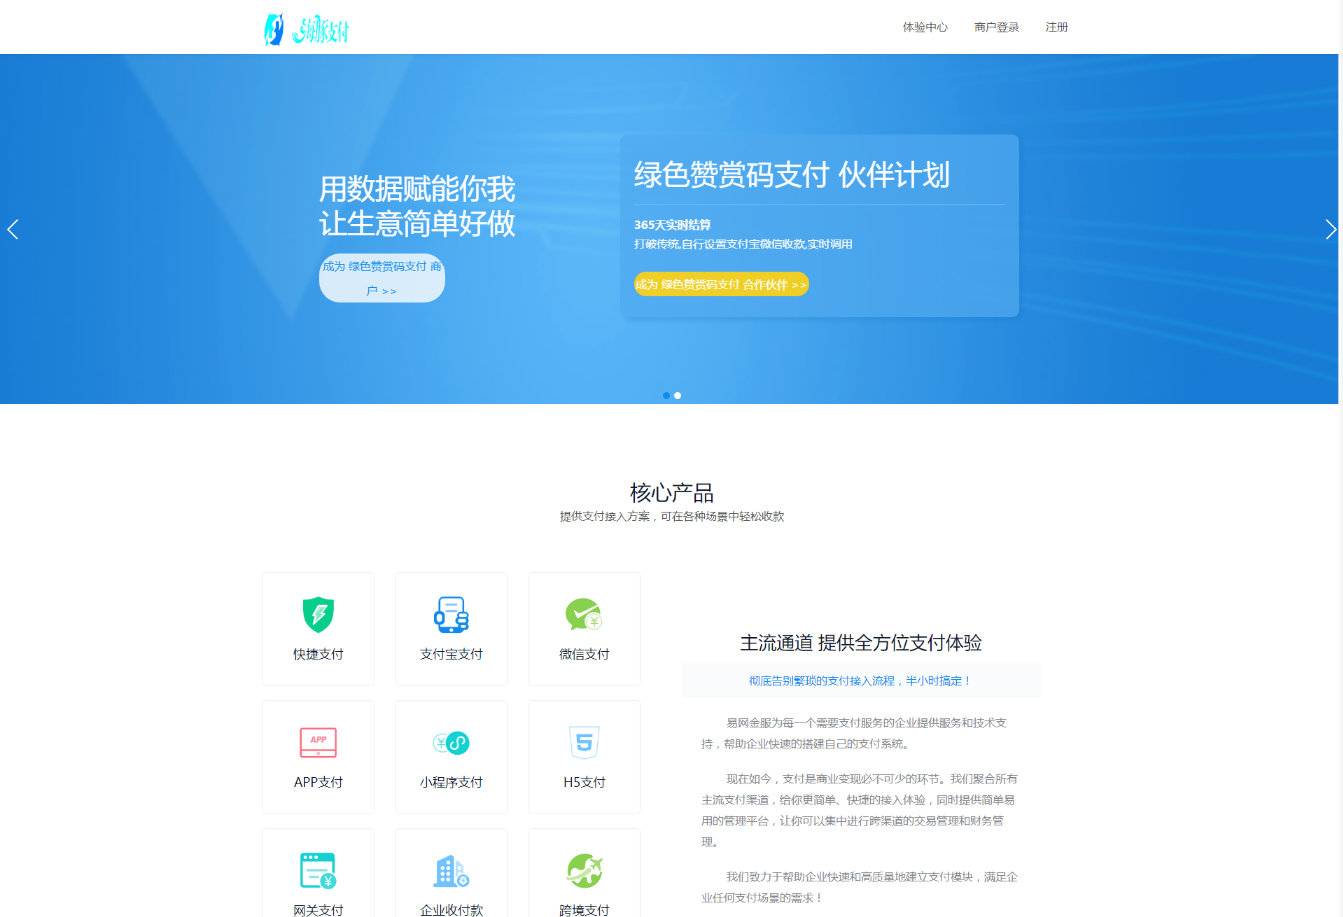 海豚支付
体验中心 商户登录 注册
用数据赋能你我
让生意简单好做
成为 绿色赞赏码支付 商
户 >>
绿色赞赏码支付 伙伴计划
365天实时结算
打破传统,自行设置支付宝微信收款,实时调用
成为 绿色赞赏码支付 合作伙伴 >>
核心产品
提供支付接入方案，可在各种场景中轻松收款
快捷支付 支付宝支付 微信支付
APP
APP支付 小程序支付 H5支付
网关支付 企业收付款 跨境支付
主流通道 提供全方位支付体验
彻底告别繁琐的支付接入流程，半小时搞定！
易网金服为每一个需要支付服务的企业提供服务和技术支
持，帮助企业快速的搭建自己的支付系统。
现在如今，支付是商业变现必不可少的环节。我们聚合所有
主流支付渠道，给你更简单、快捷的接入体验，同时提供简单易
用的管理平台，让你可以集中进行跨渠道的交易管理和财务管
理。
我们致力于帮助企业快速和高质量地建立支付模块，满足企
业任何支付场景的需求！